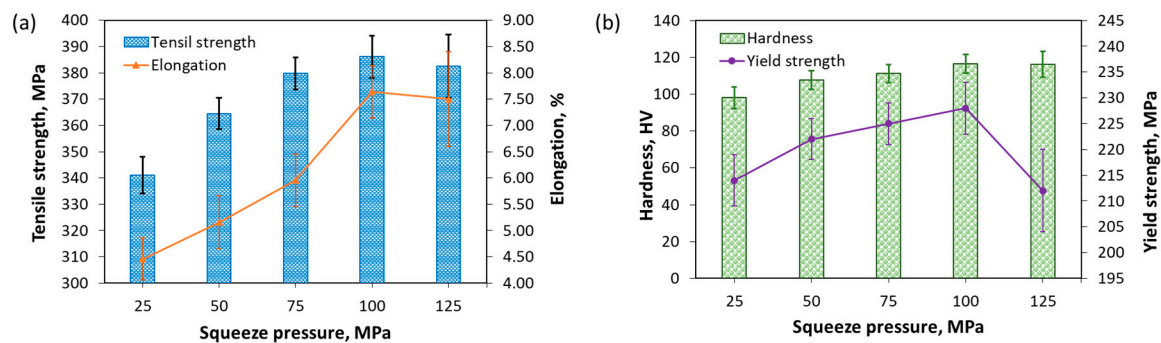 (a)
Tensil strength
Elongation
Tensile strength, MPa
400
390
380
370
360
350
340
330
320
310
300
9.00
8.50
8.00
7.50
7.00
6.50
6.00
5.50
5.00
4.50
4.00
Elongation, %
25 50 75 100 125
Squeeze pressure, MPa
(b)
Hardness
Yield strength
Hardness, HV
140
120
100
80
60
40
20
0
245
240
235
230
225
220
215
210
205
200
195
Yield strength, MPa
25 50 75 100 125
Squeeze pressure, MPa